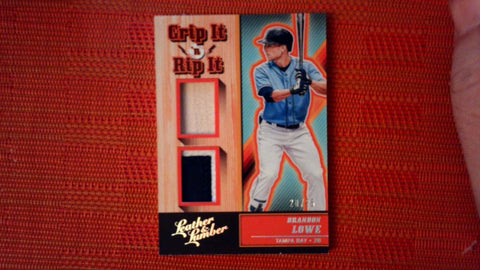 Grip It
n
Rip It
Leather &
Lumber
BRANDON
LOWE
TAMPA BAY • 2B